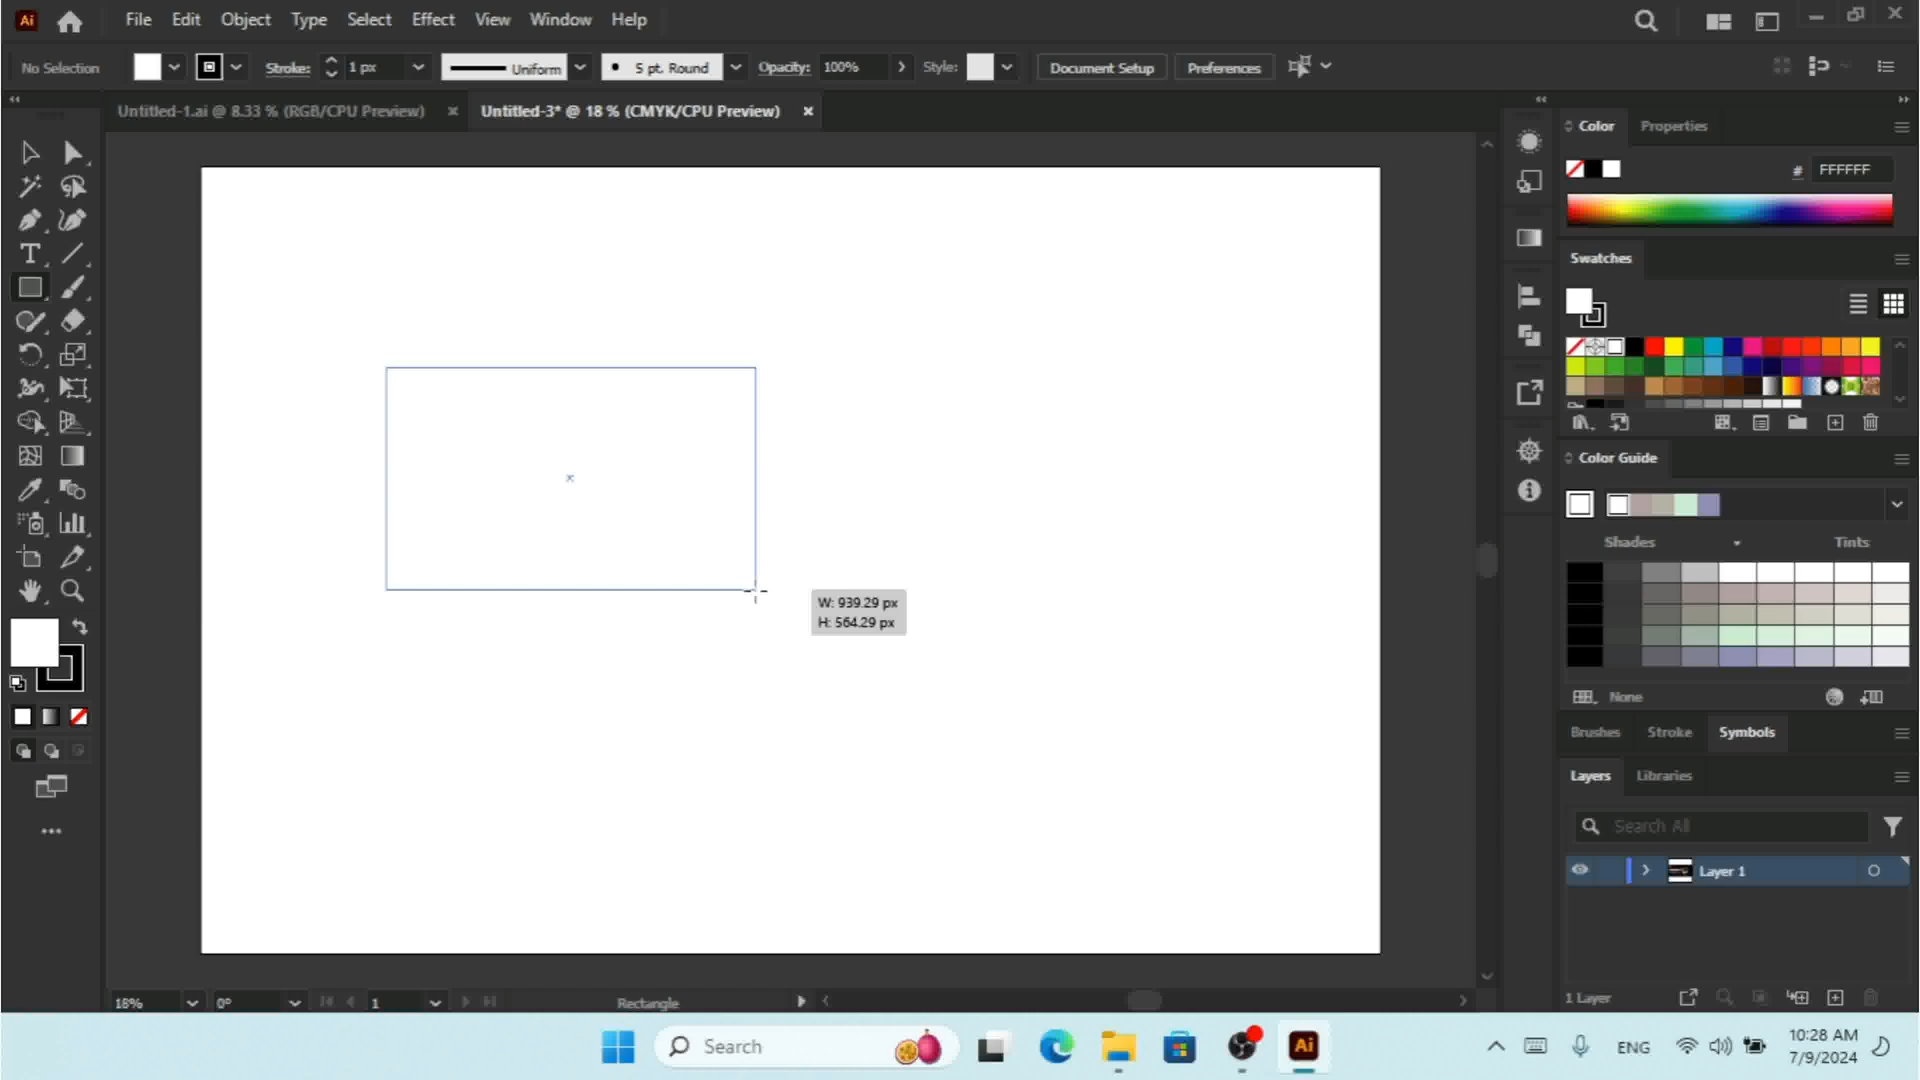 Ai File Edit Object Type Select Effect View Window Help
No Selection Stroke: 1 px Uniform 5 pt. Round Opacity: 100% Style: Document Setup Preferences
Untitled-1.ai @ 8.33 % (RGB/CPU Preview) × Untitled-3* @ 18 % (CMYK/CPU Preview) ×
Color Properties
# FFFFFF
Swatches
Color Guide
Shades Tints
None
W: 939.29 px
H: 564.29 px
Brushes Stroke Symbols
Layers Libraries
Search All
Layer 1
1 Layer
18% 0° 1 Rectangle
Search Ai ENG 10:28 AM
7/9/2024